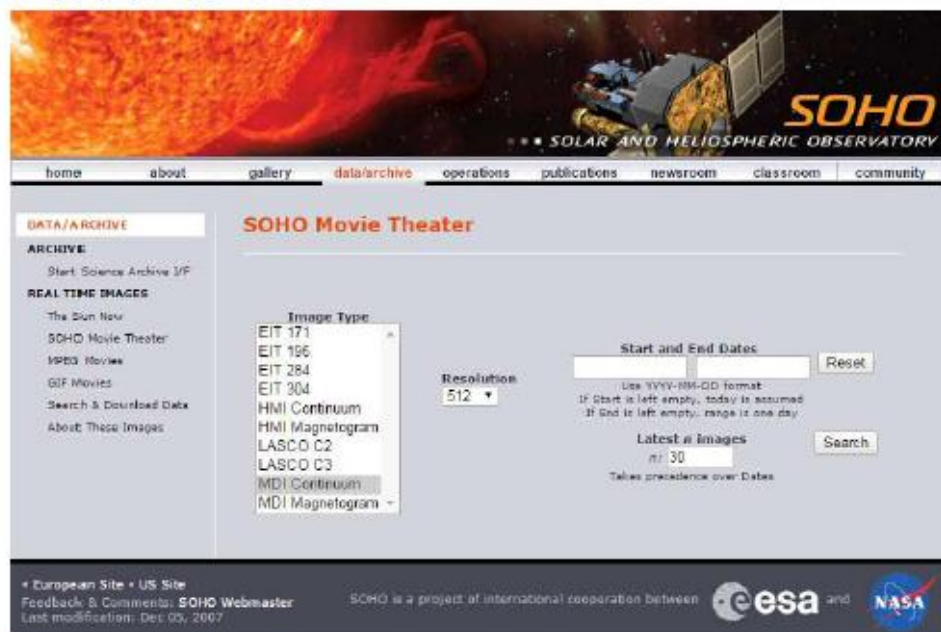 SOHO
SOLAR AND HELIOSPHERIC OBSERVATORY
home about gallery data/archive operations publications newsroom classroom community
DATA/ARCHIVE
ARCHIVE
Start Science Archive I/F
REAL TIME IMAGES
The Sun Now
SOHO Movie Theater
MPEG Movies
GIF Movies
Search & Download Data
About These Images
SOHO Movie Theater
Image Type
EIT 171
EIT 195
EIT 284
EIT 304
HMI Continuum
HMI Magnetogram
LASCO C2
LASCO C3
MDI Continuum
MDI Magnetogram
Resolution
512
Start and End Dates
Reset
Use YYYY-MM-DD format
If Start is left empty, today is assumed
If End is left empty, range is one day
Latest n images
n: 30
Search
Takes precedence over Dates
• European Site • US Site
Feedback & Comments: SOHO Webmaster
Last modification: Dec 05, 2007
SOHO is a project of international cooperation between esa and NASA